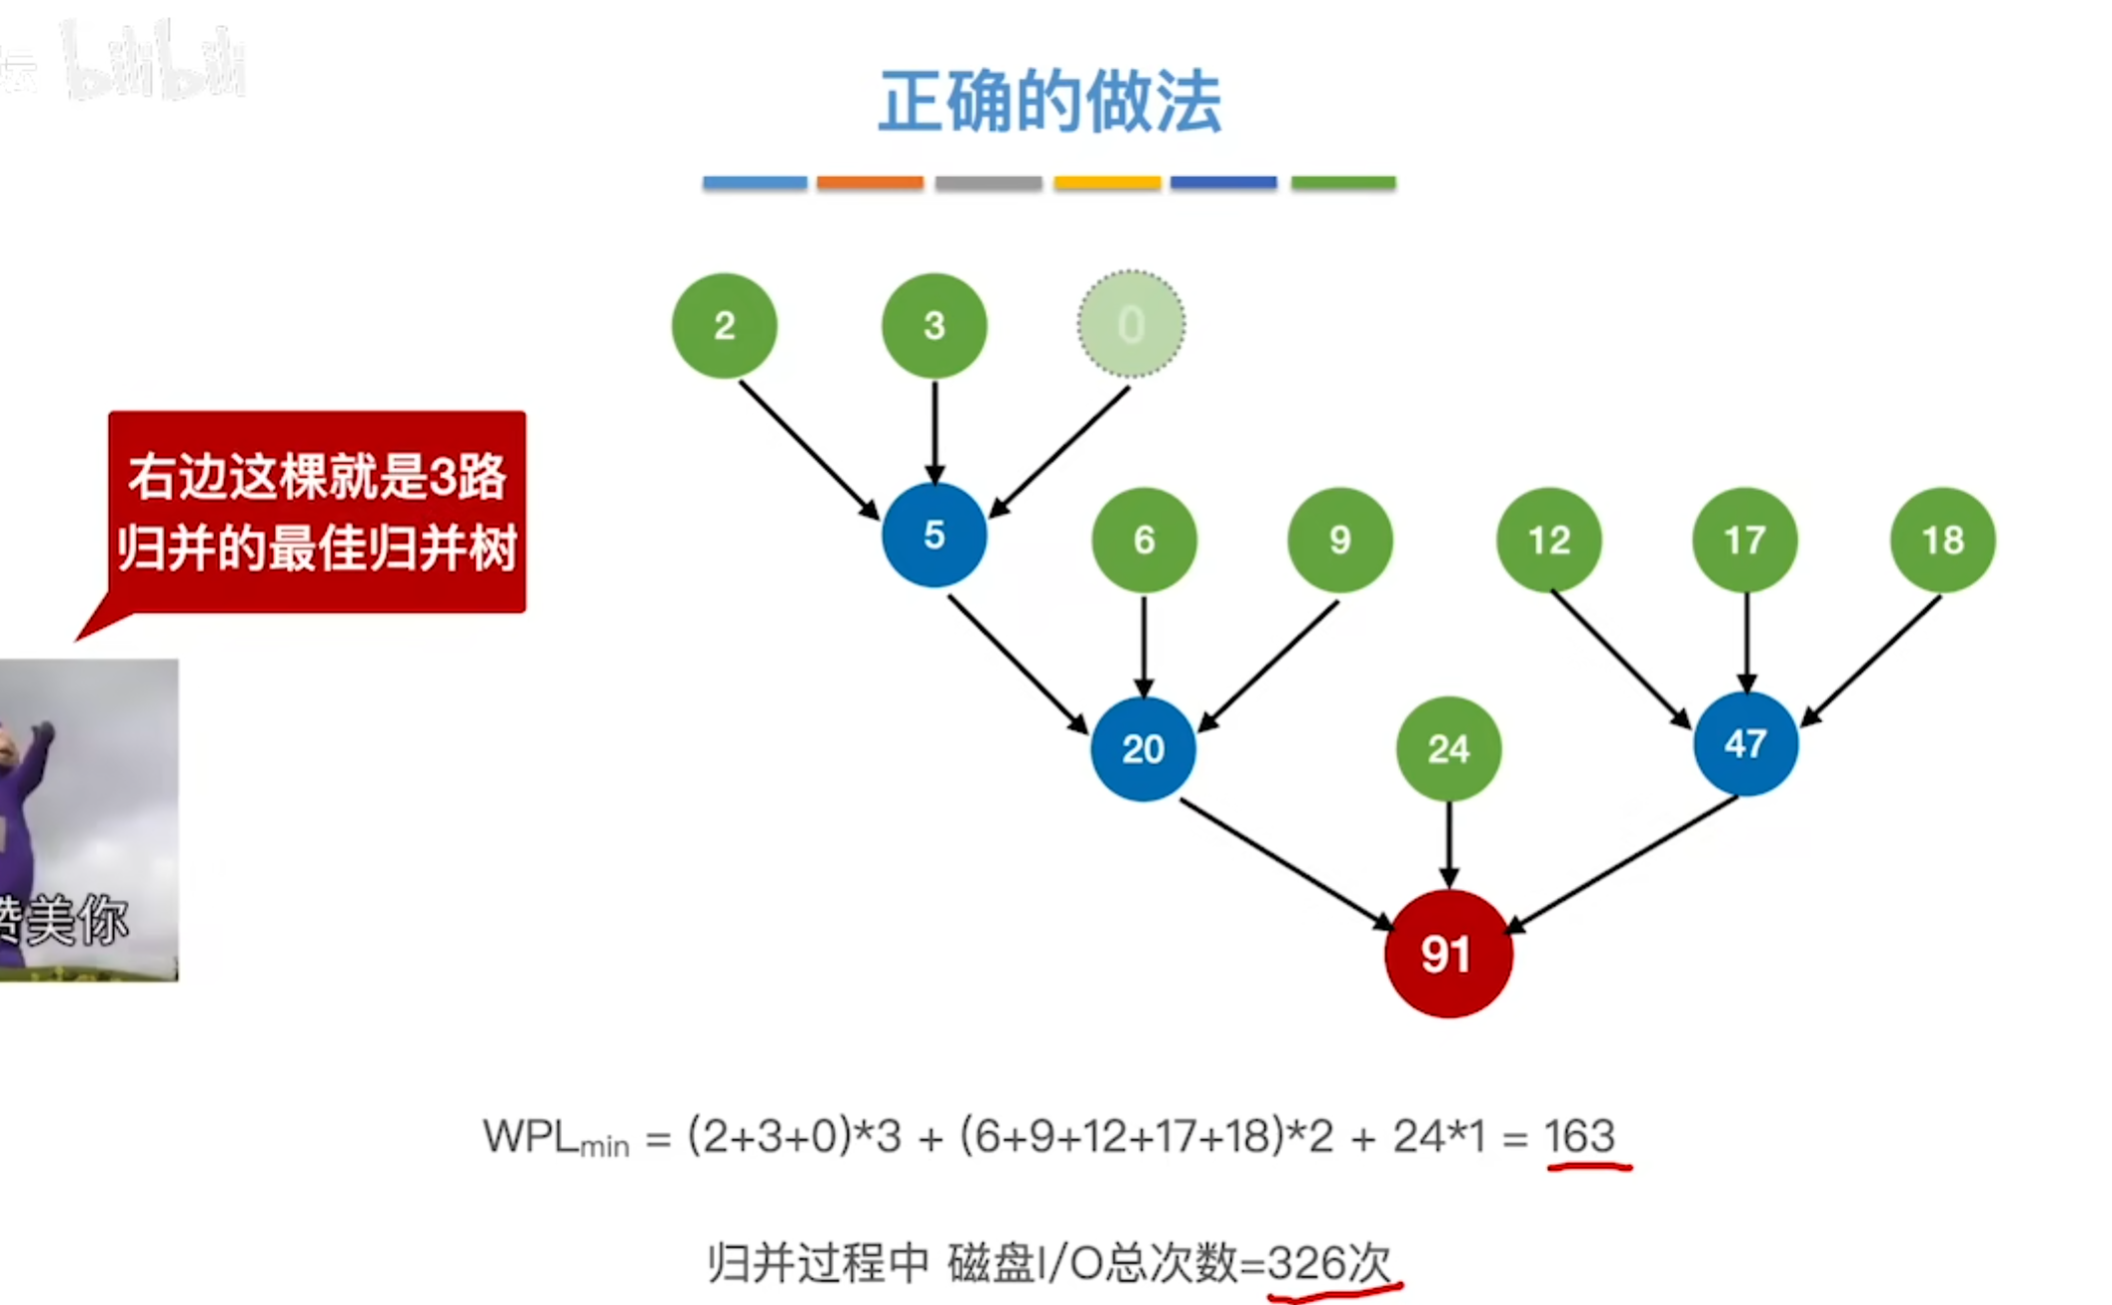 坛 bilibili
正确的做法
2 3 0
右边这棵就是3路
归并的最佳归并树
5 6 9 12 17 18
20 24 47
赞美你
91
WPLmin = (2+3+0)*3 + (6+9+12+17+18)*2 + 24*1 = 163
归并过程中 磁盘I/O总次数=326次